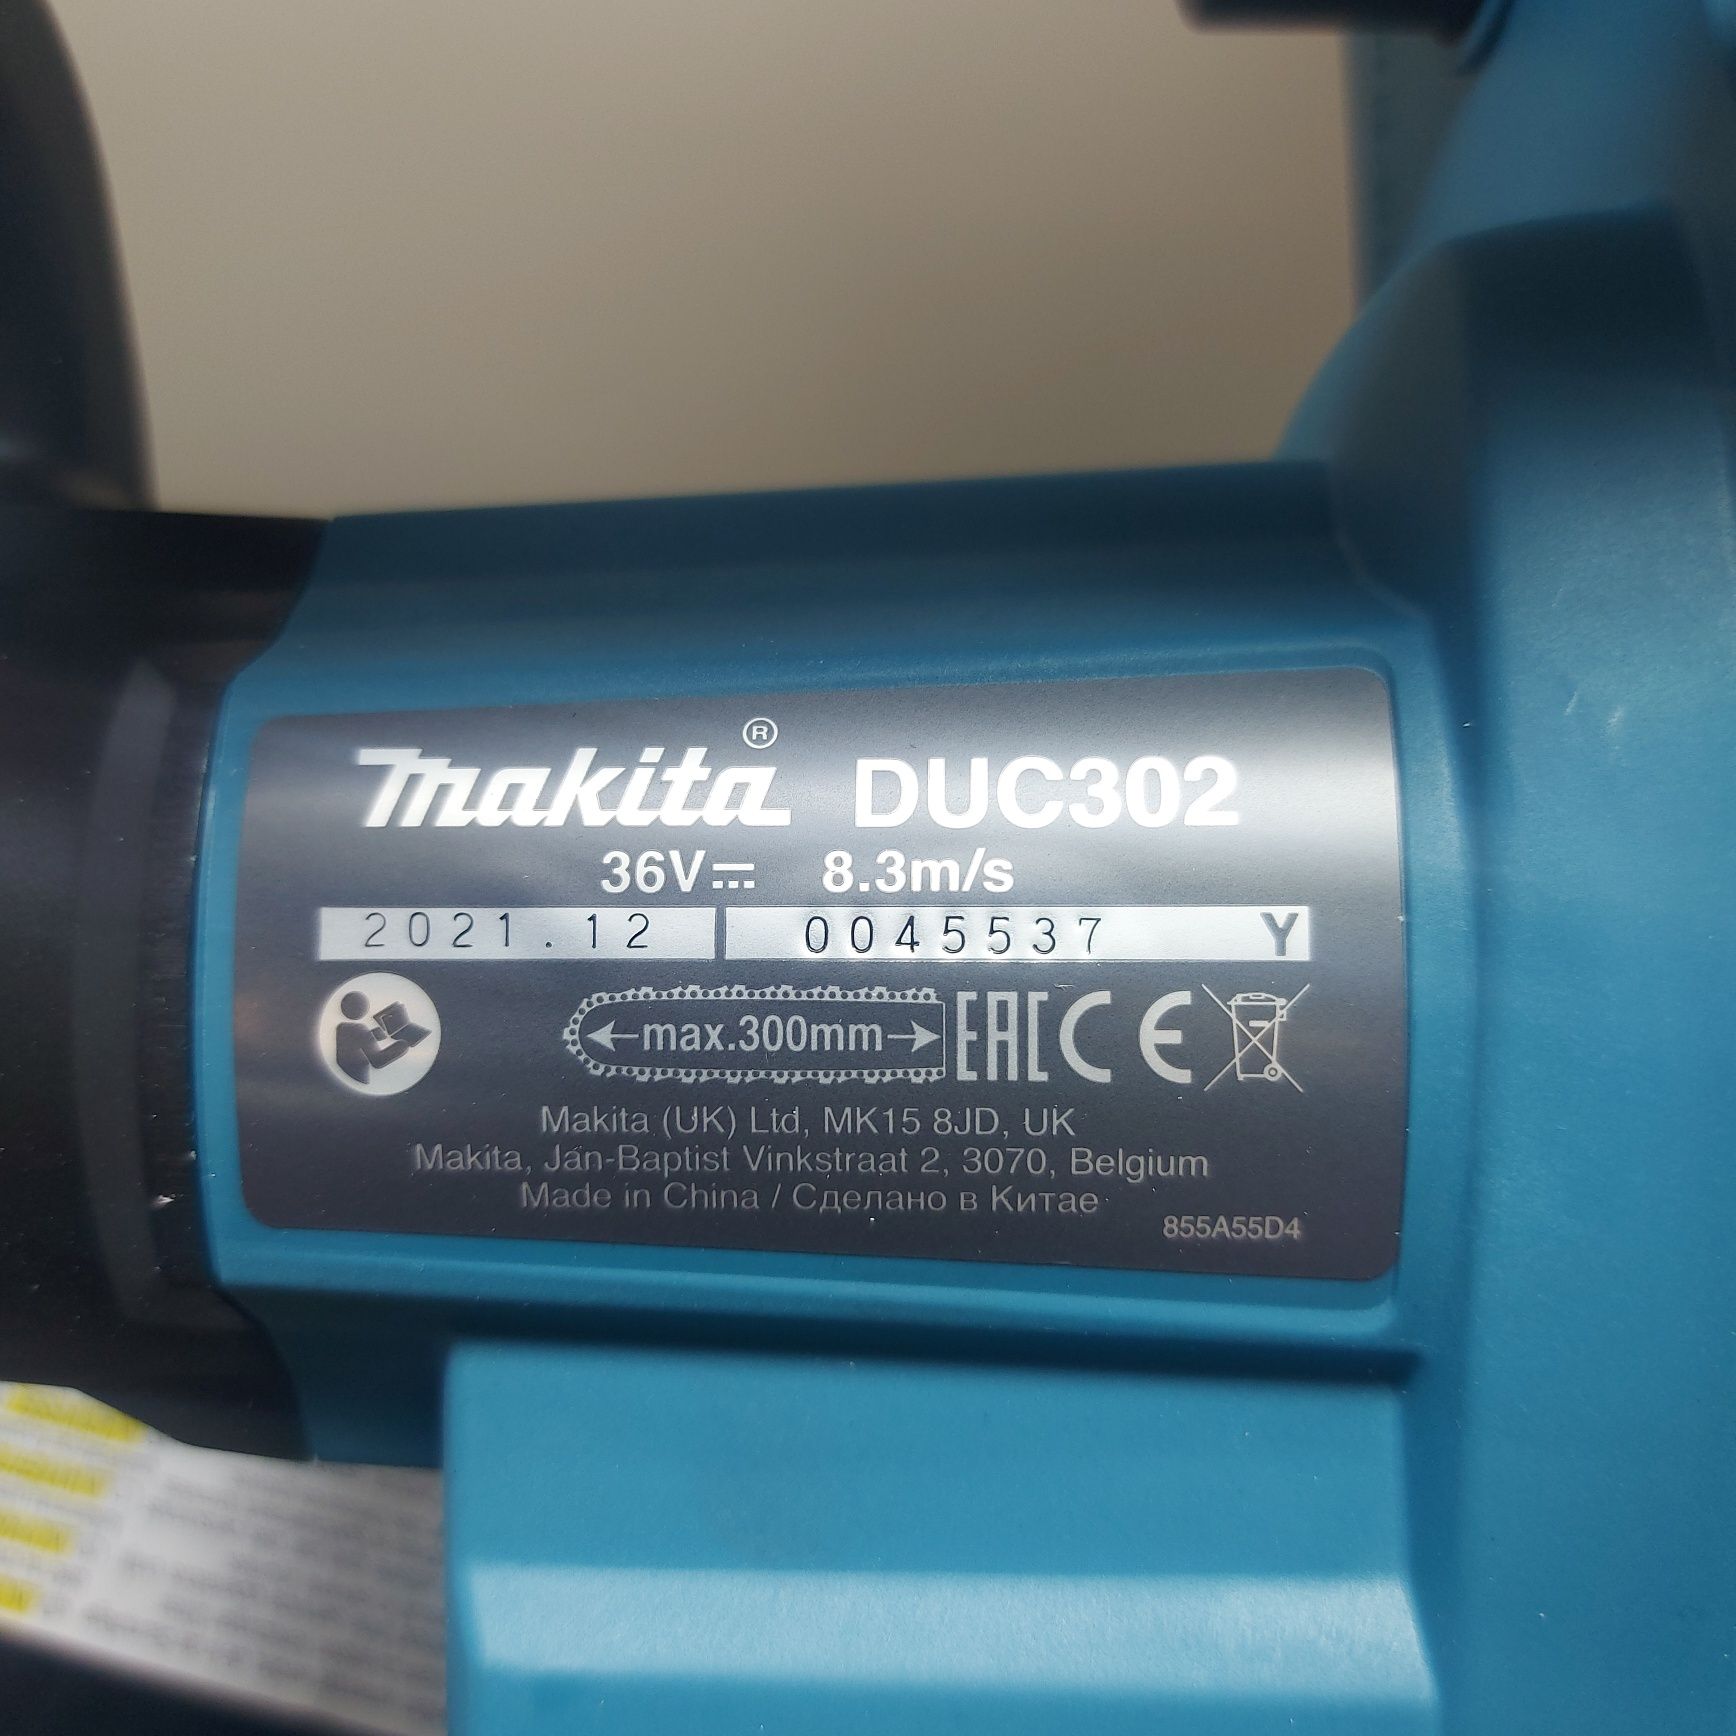 makita® DUC302
36V⎓ 8.3m/s
2021.12 0045537 Y
←max.300mm→ EAC CE
Makita (UK) Ltd, MK15 8JD, UK
Makita, Jan-Baptist Vinkstraat 2, 3070, Belgium
Made in China / Сделано в Китае
855A55D4